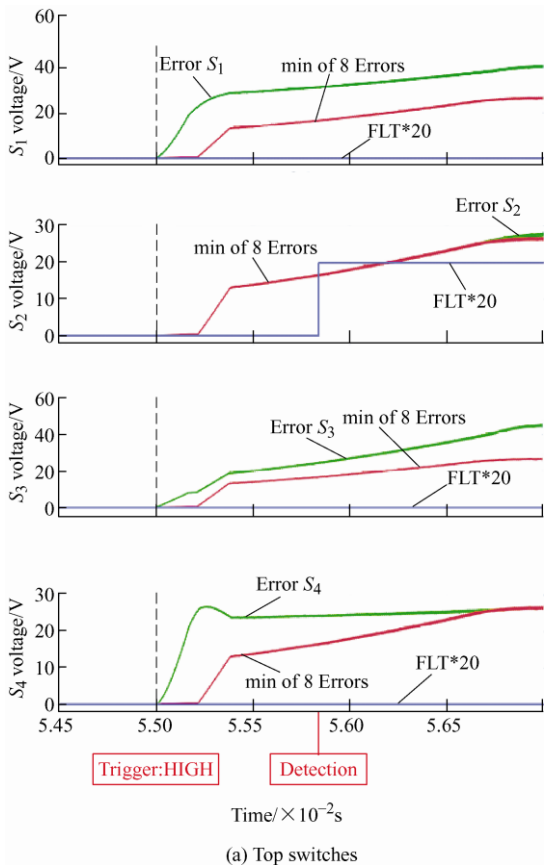 60
40
20
0
S1 voltage/V
Error S1
min of 8 Errors
FLT*20
30
20
10
0
S2 voltage/V
min of 8 Errors
Error S2
FLT*20
60
40
20
0
S3 voltage/V
Error S3
min of 8 Errors
FLT*20
30
20
10
0
S4 voltage/V
Error S4
min of 8 Errors
FLT*20
5.45 5.50 5.55 5.60 5.65
Trigger:HIGH Detection
Time/×10⁻²s
(a) Top switches